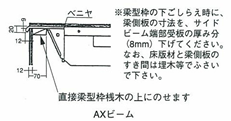 ベニヤ
9
12
12
70
※梁型枠の下ごしらえ時に、
梁側板の寸法を、サイド
ビーム端部受板の厚み分
(8mm)下げてください。
なお、床版材と梁側板の
すき間は埋木等でふさい
で下さい。
直接梁型枠桟木の上にのせます
AXビーム